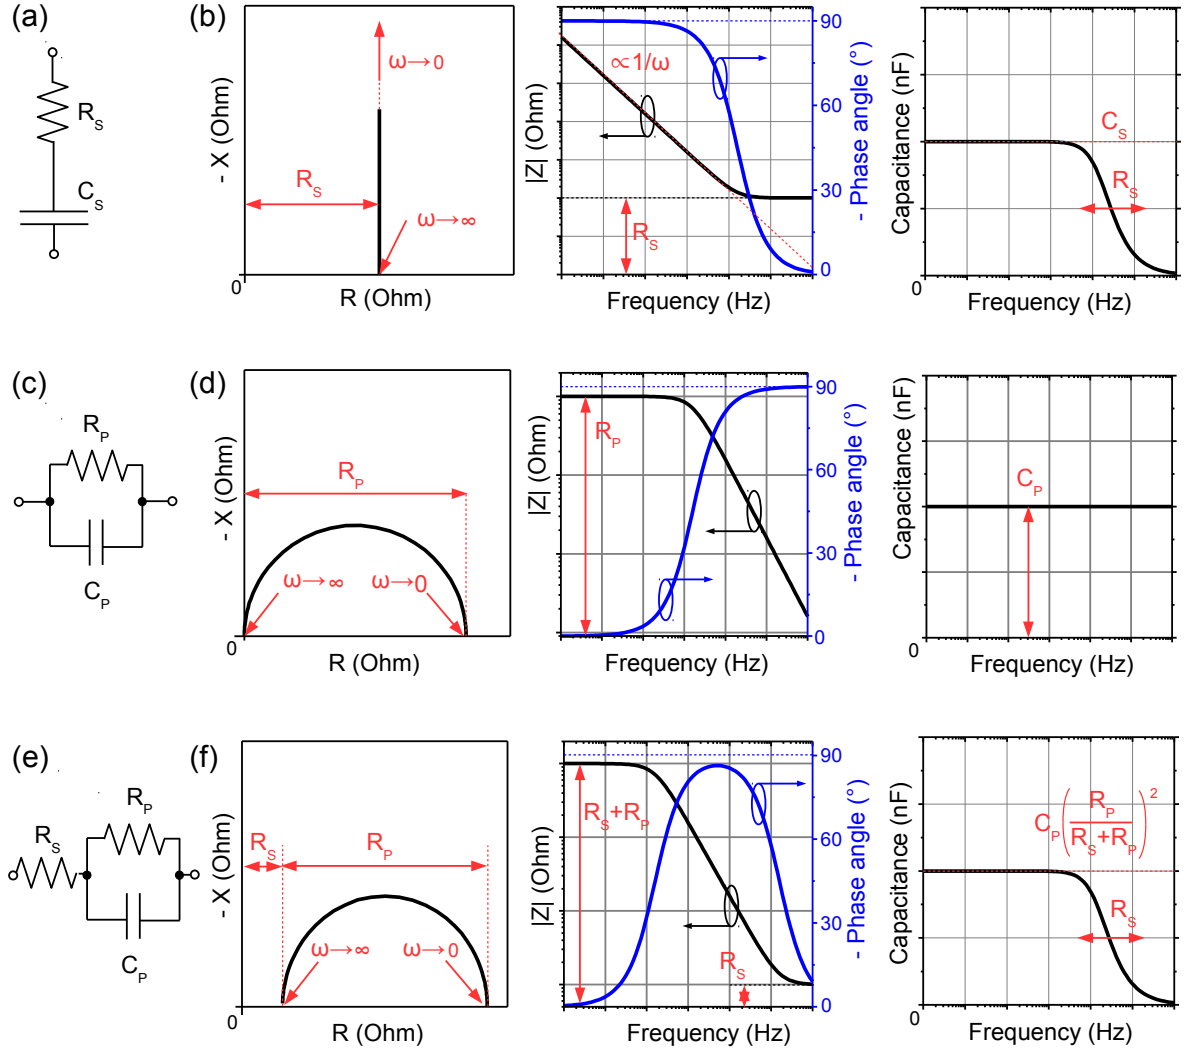 (a)
R_S
C_S
(b)
- X (Ohm)
ω→0
R_S
ω→∞
0
R (Ohm)
|Z| (Ohm)
∝1/ω
R_S
Frequency (Hz)
90
60
30
0
- Phase angle (°)
Capacitance (nF)
C_S
R_S
0
Frequency (Hz)
(c)
R_P
C_P
(d)
- X (Ohm)
R_P
ω→∞
ω→0
0
R (Ohm)
|Z| (Ohm)
R_P
Frequency (Hz)
90
60
30
0
- Phase angle (°)
Capacitance (nF)
C_P
0
Frequency (Hz)
(e)
R_P
R_S
C_P
(f)
- X (Ohm)
R_S
R_P
ω→∞
ω→0
0
R (Ohm)
|Z| (Ohm)
R_S+R_P
R_S
Frequency (Hz)
90
60
30
0
- Phase angle (°)
Capacitance (nF)
C_P(R_P/(R_S+R_P))^2
R_S
0
Frequency (Hz)